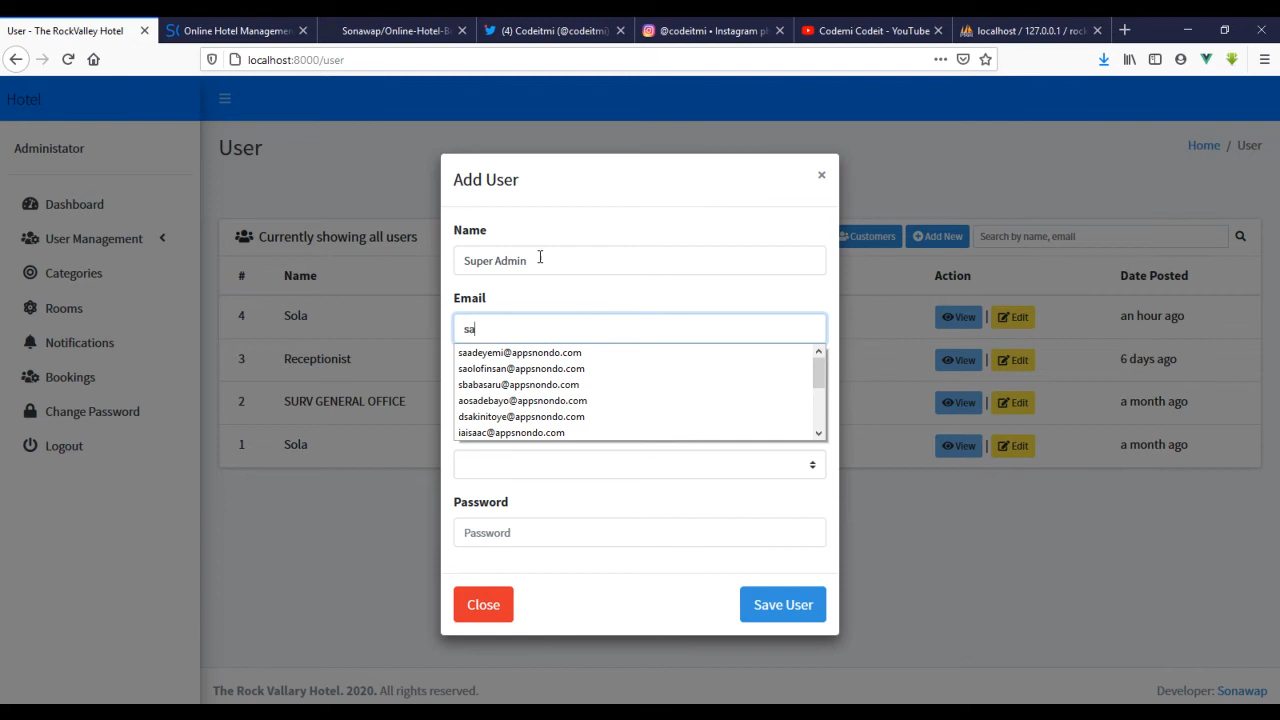 User - The RockValley Hotel
Online Hotel Managemen
Sonawap/Online-Hotel-B
(4) Codeitmi (@codeitmi)
@codeitmi • Instagram p
Codemi Codeit - YouTube
localhost / 127.0.0.1 / roc
localhost:8000/user
Hotel
Administator
User
Home / User
Dashboard
User Management
Categories
Rooms
Notifications
Bookings
Change Password
Logout
Currently showing all users
Customers
Add New
Search by name, email
# Name Action Date Posted
4 Sola View | Edit an hour ago
3 Receptionist View | Edit 6 days ago
2 SURV GENERAL OFFICE View | Edit a month ago
1 Sola View | Edit a month ago
Add User
×
Name
Super Admin
Email
sa
saadeyemi@appsnondo.com
saolofinsan@appsnondo.com
sbabasaru@appsnondo.com
aosadebayo@appsnondo.com
dsakinitoye@appsnondo.com
iaisaac@appsnondo.com
Password
Password
Close
Save User
The Rock Vallary Hotel. 2020. All rights reserved.
Developer: Sonawap